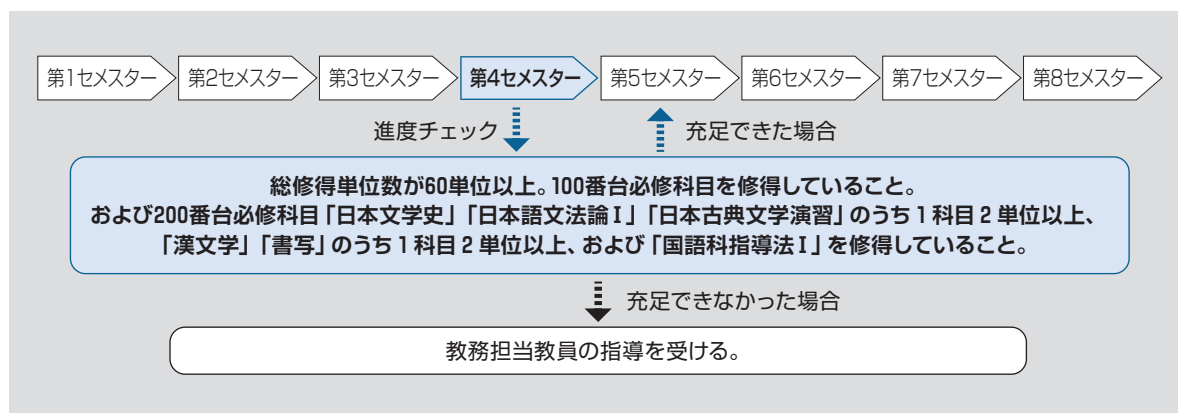 第1セメスター 第2セメスター 第3セメスター 第4セメスター 第5セメスター 第6セメスター 第7セメスター 第8セメスター
進度チェック 充足できた場合
総修得単位数が60単位以上。100番台必修科目を修得していること。
および200番台必修科目「日本文学史」「日本語文法論Ⅰ」「日本古典文学演習」のうち1科目2単位以上、
「漢文学」「書写」のうち1科目2単位以上、および「国語科指導法Ⅰ」を修得していること。
充足できなかった場合
教務担当教員の指導を受ける。